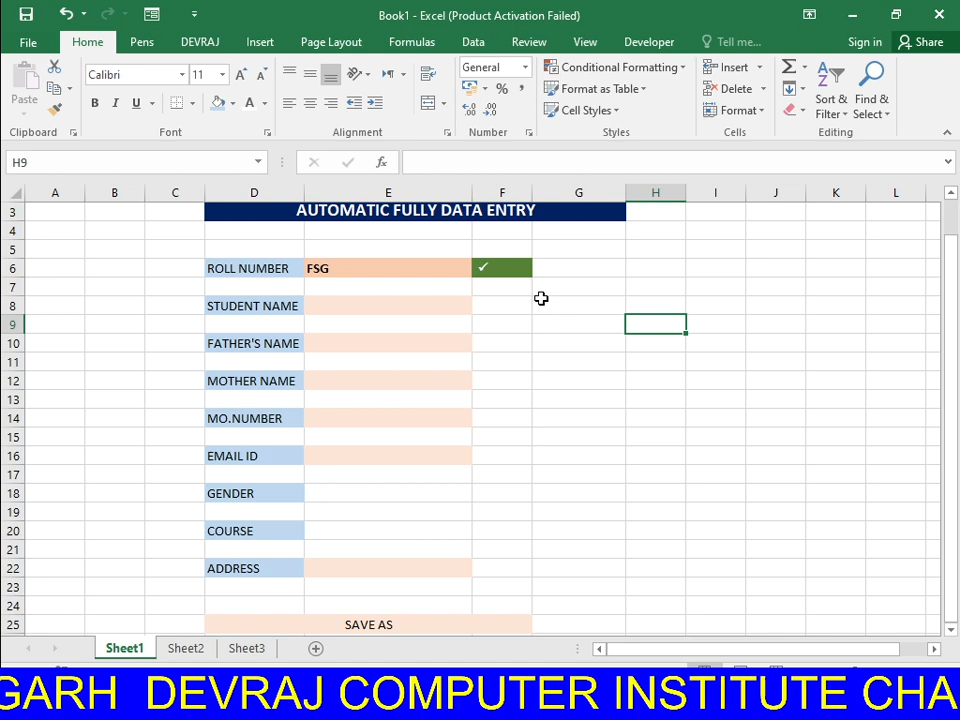 Book1 - Excel (Product Activation Failed)
File Home Pens DEVRAJ Insert Page Layout Formulas Data Review View Developer Tell me... Sign in Share
Paste
Calibri 11
B I U
General
% ,
Conditional Formatting
Format as Table
Cell Styles
Insert
Delete
Format
Sort & Filter
Find & Select
Clipboard Font Alignment Number Styles Cells Editing
H9 fx
A B C D E F G H I J K L
3 AUTOMATIC FULLY DATA ENTRY
4
5
6 ROLL NUMBER FSG ✓
7
8 STUDENT NAME
9
10 FATHER'S NAME
11
12 MOTHER NAME
13
14 MO.NUMBER
15
16 EMAIL ID
17
18 GENDER
19
20 COURSE
21
22 ADDRESS
23
24
25 SAVE AS
Sheet1 Sheet2 Sheet3
GARH DEVRAJ COMPUTER INSTITUTE CHA